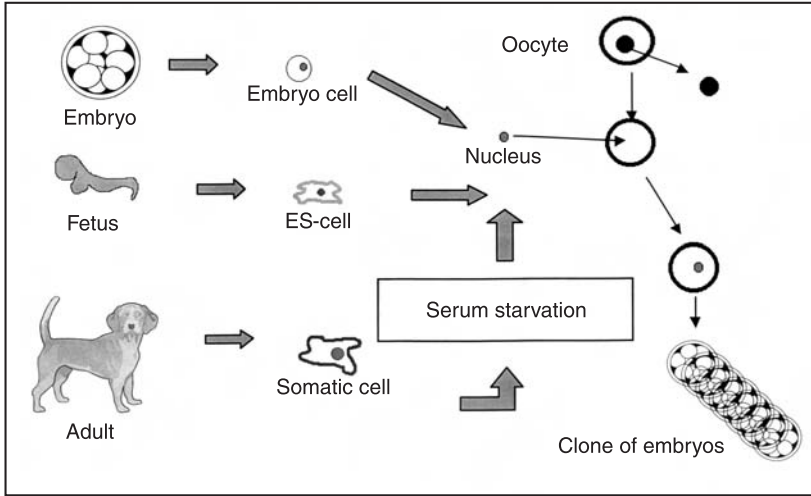 Oocyte
Embryo
Embryo cell
Nucleus
Fetus
ES-cell
Serum starvation
Adult
Somatic cell
Clone of embryos